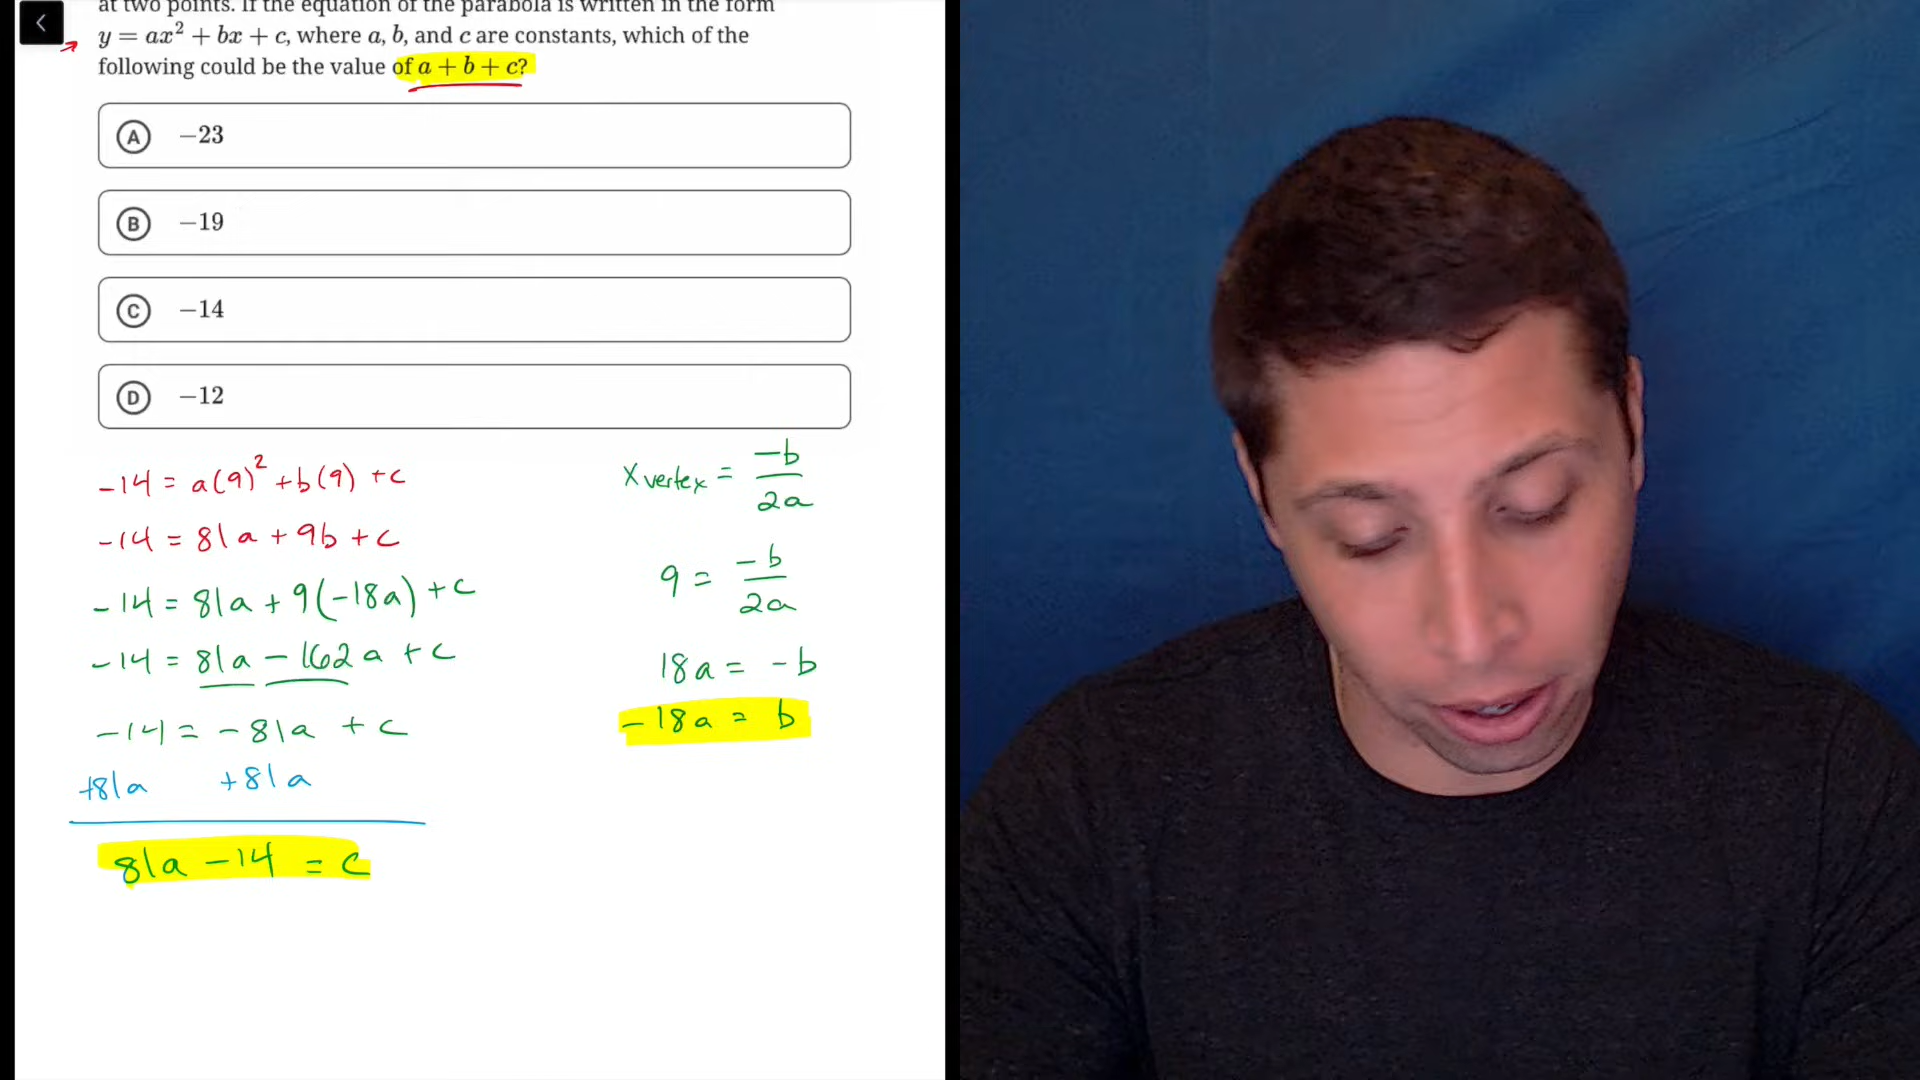 at two points. If the equation of the parabola is written in the form
y = ax² + bx + c, where a, b, and c are constants, which of the
following could be the value of a + b + c?
A −23
B −19
C −14
D −12
-14 = a(9)² + b(9) + c
-14 = 81a + 9b + c
-14 = 81a + 9(-18a) + c
-14 = 81a - 162a + c
-14 = -81a + c
+81a +81a
81a - 14 = c
x vertex = -b/2a
9 = -b/2a
18a = -b
-18a = b